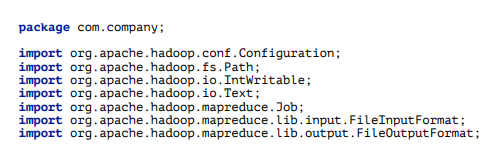 package com.company;
import org.apache.hadoop.conf.Configuration;
import org.apache.hadoop.fs.Path;
import org.apache.hadoop.io.IntWritable;
import org.apache.hadoop.io.Text;
import org.apache.hadoop.mapreduce.Job;
import org.apache.hadoop.mapreduce.lib.input.FileInputFormat;
import org.apache.hadoop.mapreduce.lib.output.FileOutputFormat;